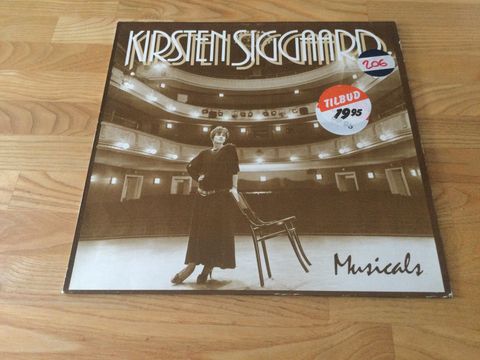 KIRSTEN SIGGAARD
206
TILBUD
19.95
Musicals